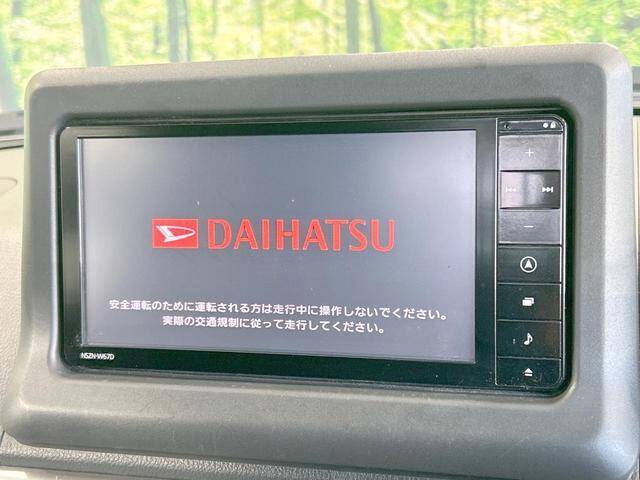 DAIHATSU
安全運転のために運転される方は走行中に操作しないでください。
実際の交通規制に従って走行してください。
NSZN-W67D